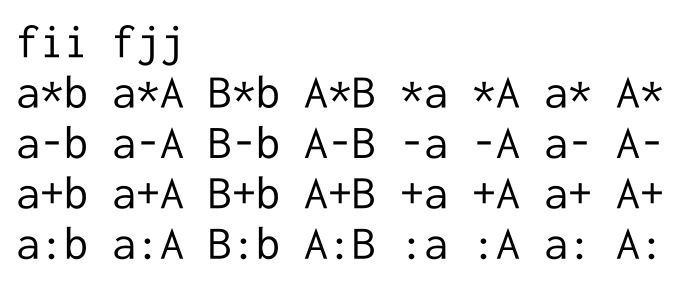 fii fjj
a*b a*A B*b A*B *a *A a* A*
a-b a-A B-b A-B -a -A a- A-
a+b a+A B+b A+B +a +A a+ A+
a:b a:A B:b A:B :a :A a: A: